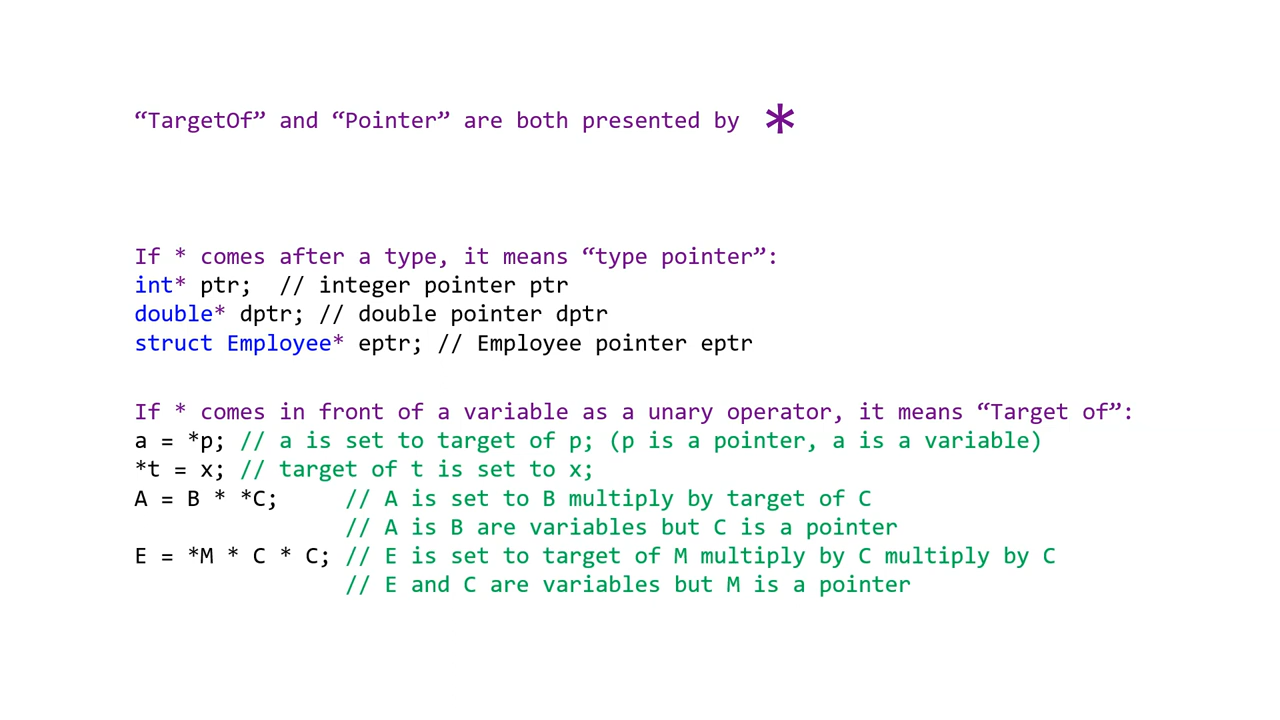 “TargetOf” and “Pointer” are both presented by *
If * comes after a type, it means “type pointer”:
int* ptr;  // integer pointer ptr
double* dptr; // double pointer dptr
struct Employee* eptr; // Employee pointer eptr
If * comes in front of a variable as a unary operator, it means “Target of”:
a = *p; // a is set to target of p; (p is a pointer, a is a variable)
*t = x; // target of t is set to x;
A = B * *C;     // A is set to B multiply by target of C
// A is B are variables but C is a pointer
E = *M * C * C; // E is set to target of M multiply by C multiply by C
// E and C are variables but M is a pointer